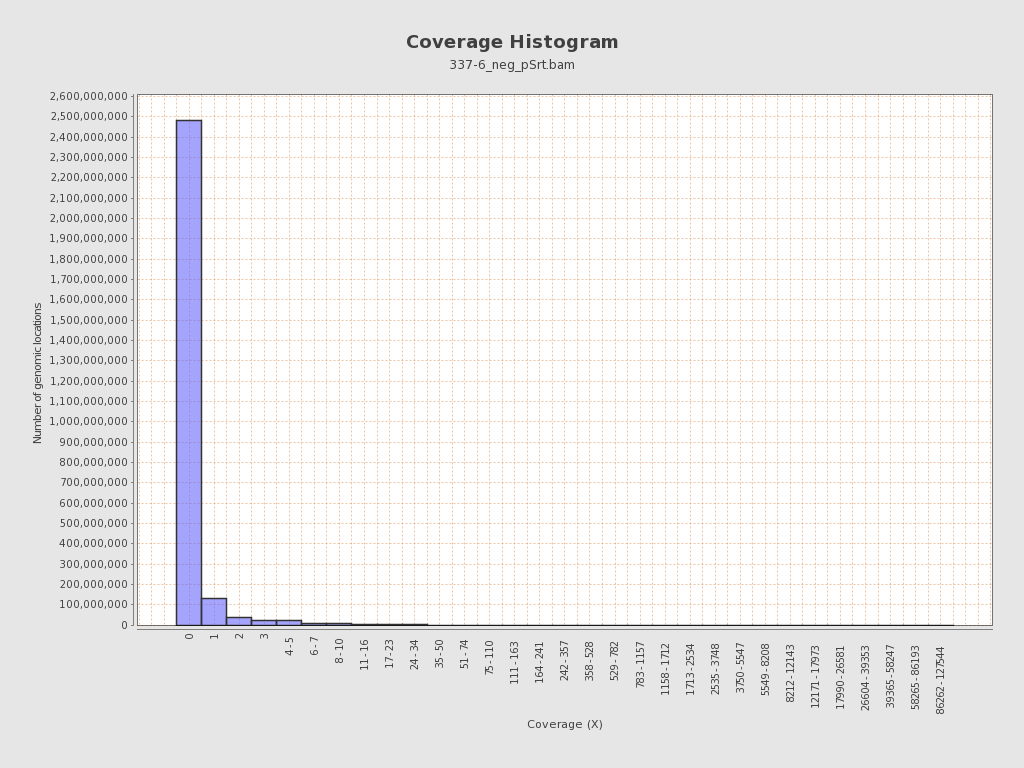 Coverage Histogram
337-6_neg_pSrt.bam
Number of genomic locations
2,600,000,000
2,500,000,000
2,400,000,000
2,300,000,000
2,200,000,000
2,100,000,000
2,000,000,000
1,900,000,000
1,800,000,000
1,700,000,000
1,600,000,000
1,500,000,000
1,400,000,000
1,300,000,000
1,200,000,000
1,100,000,000
1,000,000,000
900,000,000
800,000,000
700,000,000
600,000,000
500,000,000
400,000,000
300,000,000
200,000,000
100,000,000
0
0
1
2
3
4 - 5
6 - 7
8 - 10
11 - 16
17 - 23
24 - 34
35 - 50
51 - 74
75 - 110
111 - 163
164 - 241
242 - 357
358 - 528
529 - 782
783 - 1157
1158 - 1712
1713 - 2534
2535 - 3748
3750 - 5547
5549 - 8208
8212 - 12143
12171 - 17973
17990 - 26581
26604 - 39353
39365 - 58247
58265 - 86193
86262 - 127544
Coverage (X)